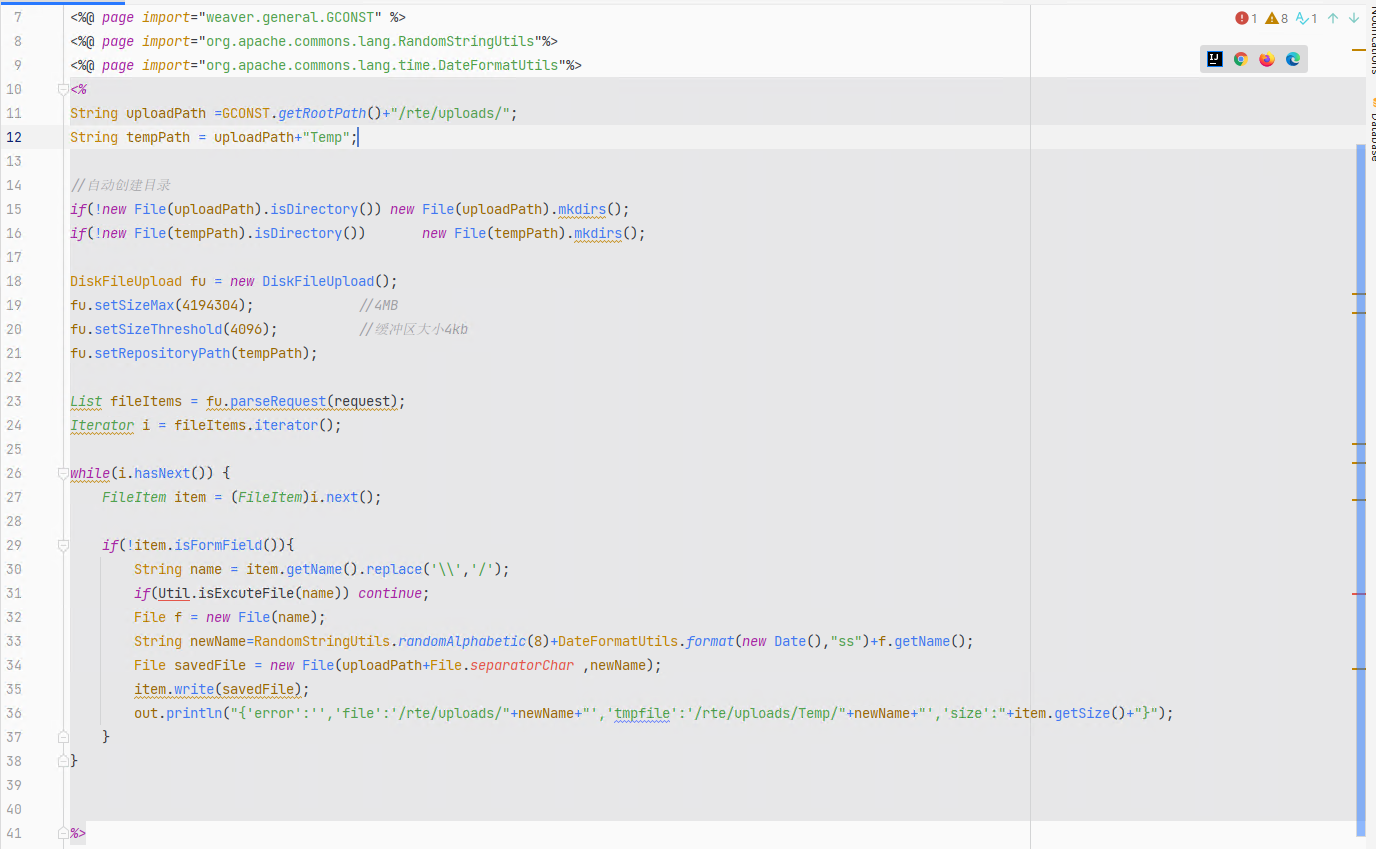 7 <%@ page import="weaver.general.GCONST" %>
8 <%@ page import="org.apache.commons.lang.RandomStringUtils"%>
9 <%@ page import="org.apache.commons.lang.time.DateFormatUtils"%>
10 <%
11 String uploadPath =GCONST.getRootPath()+"/rte/uploads/";
12 String tempPath = uploadPath+"Temp";
13
14 //自动创建目录
15 if(!new File(uploadPath).isDirectory()) new File(uploadPath).mkdirs();
16 if(!new File(tempPath).isDirectory())       new File(tempPath).mkdirs();
17
18 DiskFileUpload fu = new DiskFileUpload();
19 fu.setSizeMax(4194304);             //4MB
20 fu.setSizeThreshold(4096);          //缓冲区大小4kb
21 fu.setRepositoryPath(tempPath);
22
23 List fileItems = fu.parseRequest(request);
24 Iterator i = fileItems.iterator();
25
26 while(i.hasNext()) {
27     FileItem item = (FileItem)i.next();
28
29     if(!item.isFormField()){
30         String name = item.getName().replace('\\','/');
31         if(Util.isExcuteFile(name)) continue;
32         File f = new File(name);
33         String newName=RandomStringUtils.randomAlphabetic(8)+DateFormatUtils.format(new Date(),"ss")+f.getName();
34         File savedFile = new File(uploadPath+File.separatorChar ,newName);
35         item.write(savedFile);
36         out.println("{'error':'','file':'/rte/uploads/"+newName+"','tmpfile':'/rte/uploads/Temp/"+newName+"','size':"+item.getSize()+"}");
37     }
38 }
39
40
41 %>
1 8 1
Database